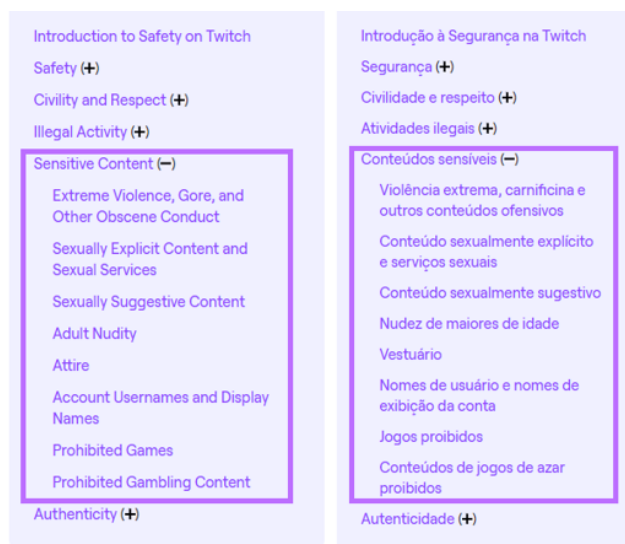 Introduction to Safety on Twitch
Safety (+)
Civility and Respect (+)
Illegal Activity (+)
Sensitive Content (—)
Extreme Violence, Gore, and
Other Obscene Conduct
Sexually Explicit Content and
Sexual Services
Sexually Suggestive Content
Adult Nudity
Attire
Account Usernames and Display
Names
Prohibited Games
Prohibited Gambling Content
Authenticity (+)
Introdução à Segurança na Twitch
Segurança (+)
Civilidade e respeito (+)
Atividades ilegais (+)
Conteúdos sensíveis (—)
Violência extrema, carnificina e
outros conteúdos ofensivos
Conteúdo sexualmente explícito
e serviços sexuais
Conteúdo sexualmente sugestivo
Nudez de maiores de idade
Vestuário
Nomes de usuário e nomes de
exibição da conta
Jogos proibidos
Conteúdos de jogos de azar
proibidos
Autenticidade (+)